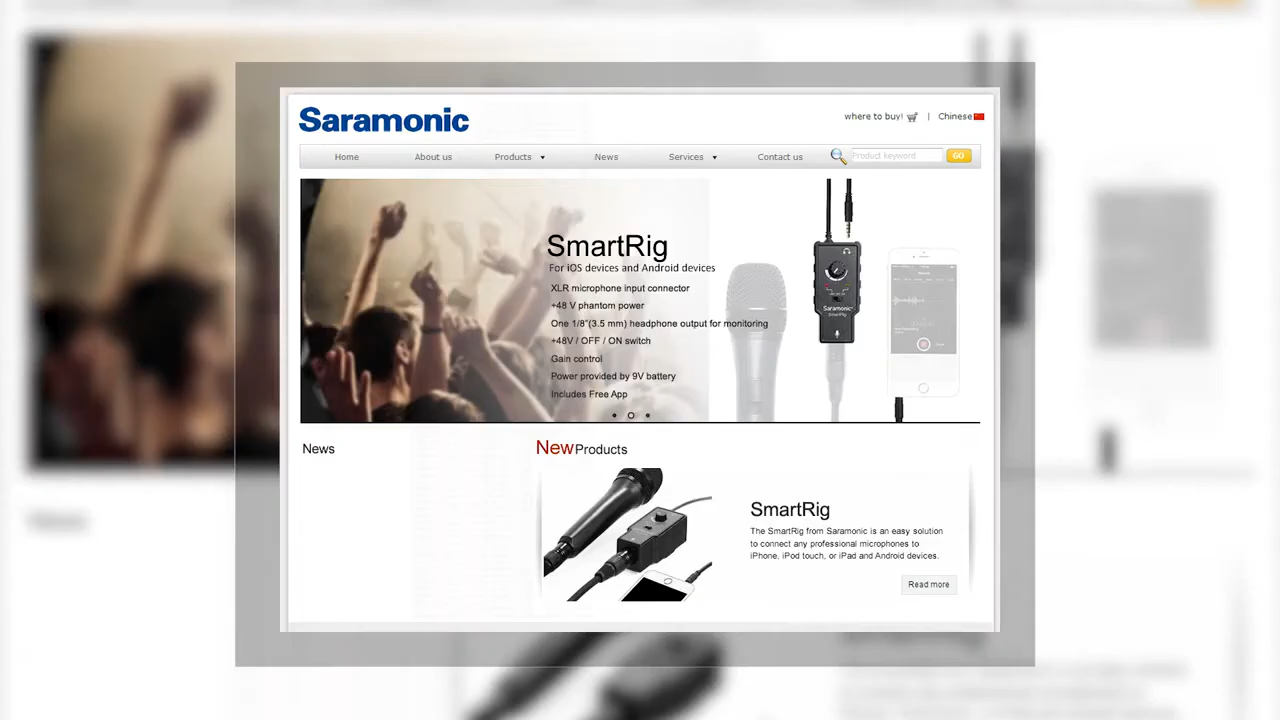 Saramonic
where to buy! | Chinese
Home About us Products News Services Contact us Product keyword GO
SmartRig
For iOS devices and Android devices
XLR microphone input connector
+48 V phantom power
One 1/8"(3.5 mm) headphone output for monitoring
+48V / OFF / ON switch
Gain control
Power provided by 9V battery
Includes Free App
Saramonic
SmartRig
News
New Products
SmartRig
The SmartRig from Saramonic is an easy solution
to connect any professional microphones to
iPhone, iPod touch, or iPad and Android devices.
Read more